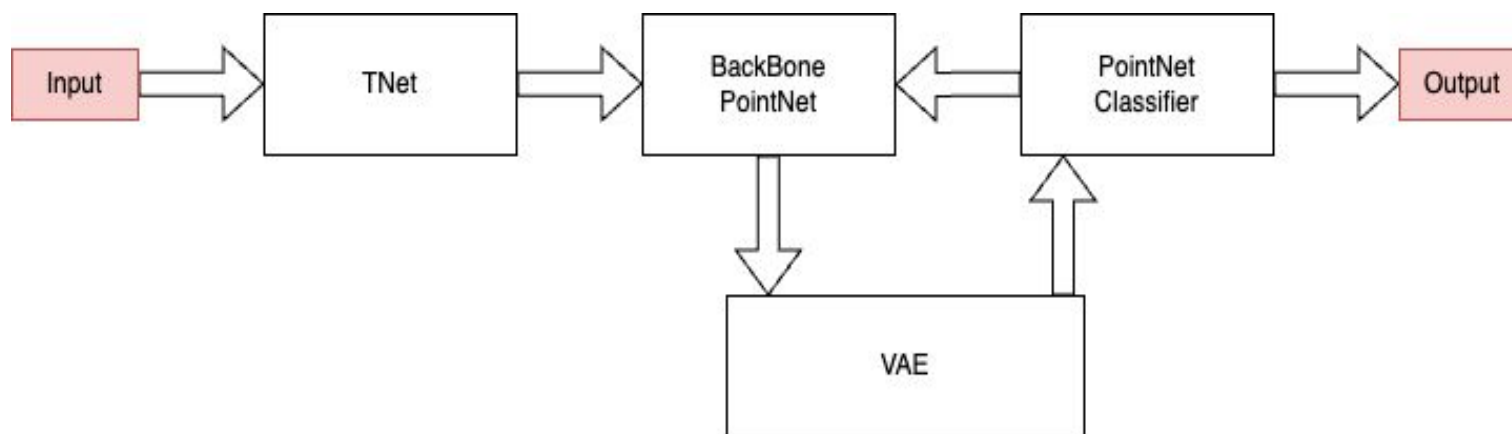 Input
TNet
BackBone
PointNet
PointNet
Classifier
Output
VAE